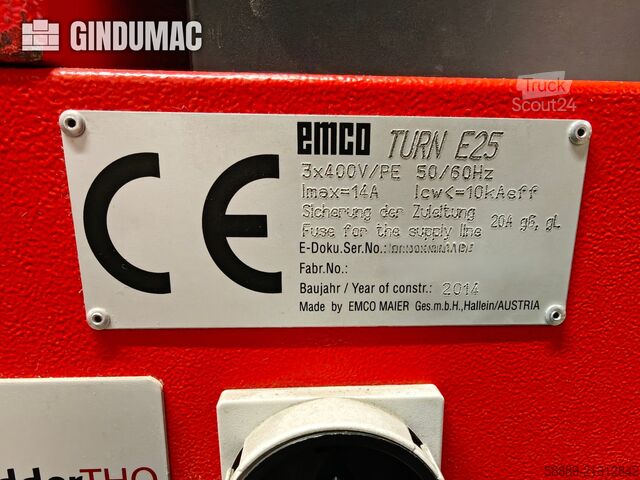 GINDUMAC
Truck
Scout24
CE
emco TURN E25
3x400V/PE 50/60Hz
Imax=14A Icw<=10kAeff
Sicherung der Zuleitung
Fuse for the supply line 20A gG, gL
E-Doku.Ser.No.:
Fabr.No.:
Baujahr / Year of constr.: 2014
Made by EMCO MAIER Ges.m.b.H.,Hallein/AUSTRIA